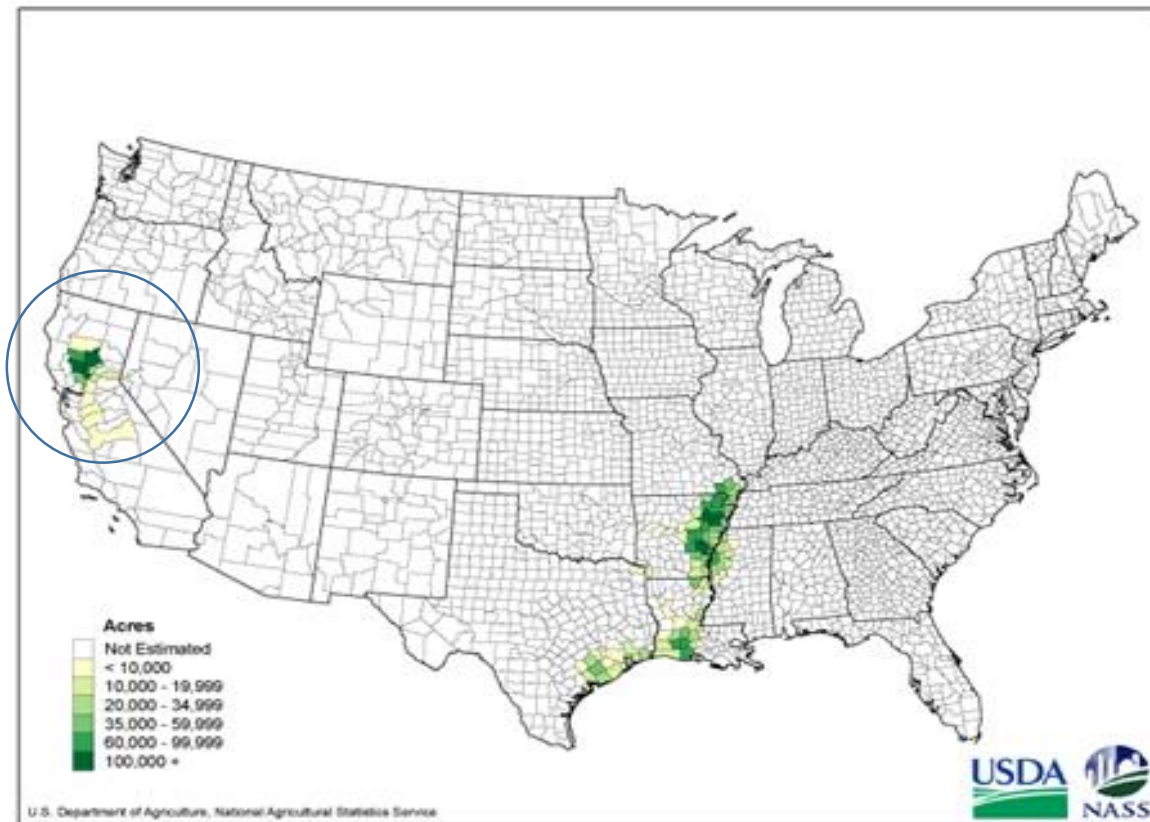 Acres
Not Estimated
< 10,000
10,000 - 19,999
20,000 - 34,999
35,000 - 59,999
60,000 - 99,999
100,000 +
USDA
NASS
U.S. Department of Agriculture, National Agricultural Statistics Service